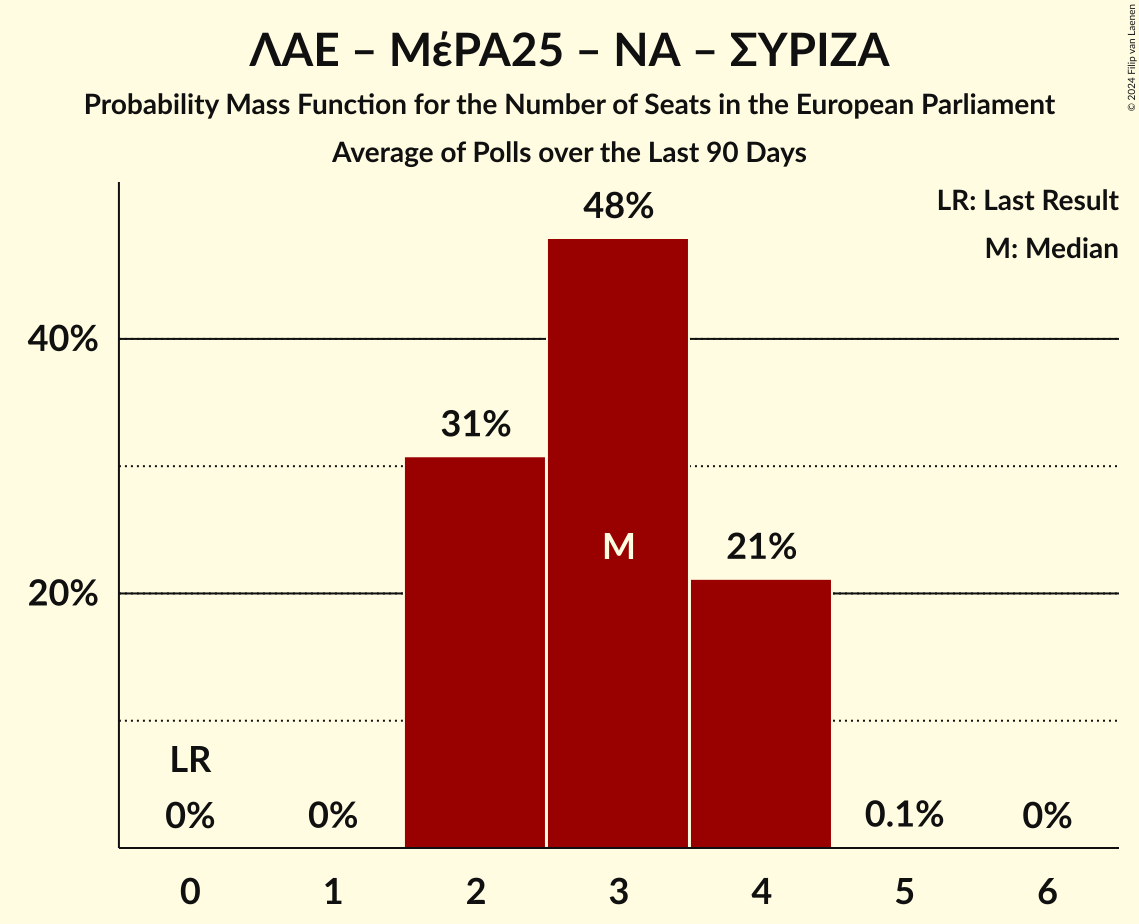 ΛΑΕ – ΜέΡΑ25 – ΝΑ – ΣΥΡΙΖΑ
Probability Mass Function for the Number of Seats in the European Parliament
Average of Polls over the Last 90 Days
© 2024 Filip van Laenen
LR: Last Result
M: Median
48%
40%
31%
M
21%
20%
LR
0%
0%
0.1%
0%
0
1
2
3
4
5
6